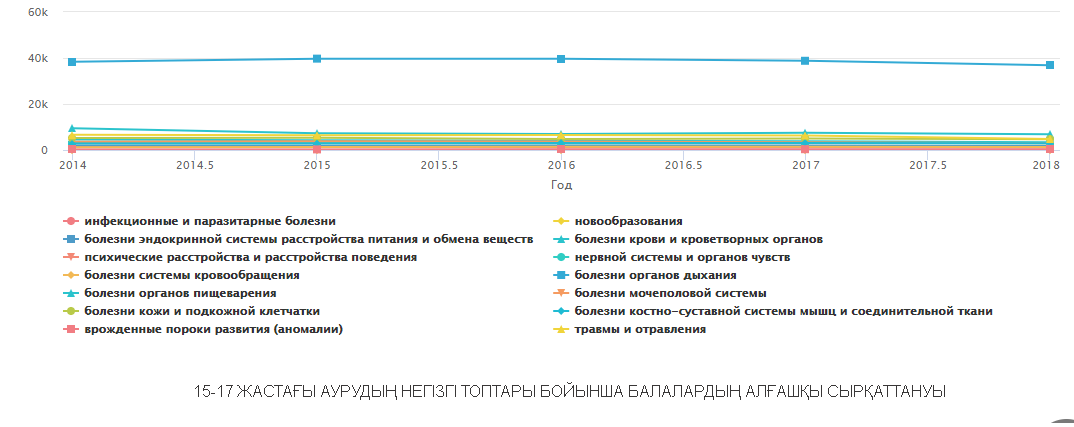 60k
40k
20k
0
2014 2014.5 2015 2015.5 2016 2016.5 2017 2017.5 2018
Год
инфекционные и паразитарные болезни
новообразования
болезни эндокринной системы расстройства питания и обмена веществ
болезни крови и кроветворных органов
психические расстройства и расстройства поведения
нервной системы и органов чувств
болезни системы кровообращения
болезни органов дыхания
болезни органов пищеварения
болезни мочеполовой системы
болезни кожи и подкожной клетчатки
болезни костно-суставной системы мышц и соединительной ткани
врожденные пороки развития (аномалии)
травмы и отравления
15-17 ЖАСТАҒЫ АУРУДЫҢ НЕГІЗГІ ТОПТАРЫ БОЙЫНША БАЛАЛАРДЫҢ АЛҒАШҚЫ СЫРҚАТТАНУЫ